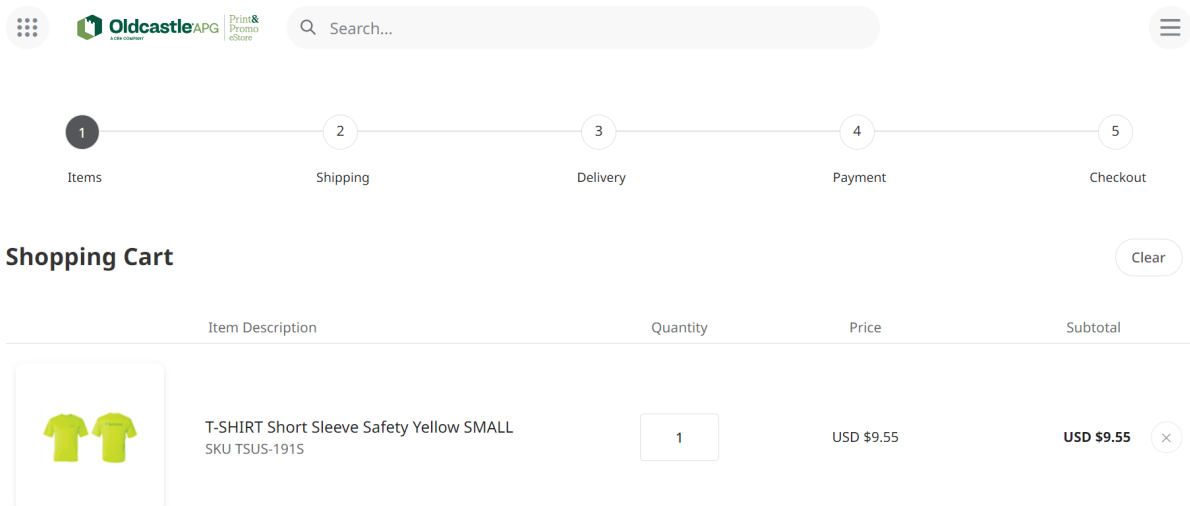 Oldcastle APG
A CRH COMPANY
Print&
Promo
eStore
Search...
1
2
3
4
5
Items
Shipping
Delivery
Payment
Checkout
Shopping Cart
Clear
Item Description Quantity Price Subtotal
T-SHIRT Short Sleeve Safety Yellow SMALL
SKU TSUS-191S
1
USD $9.55
USD $9.55